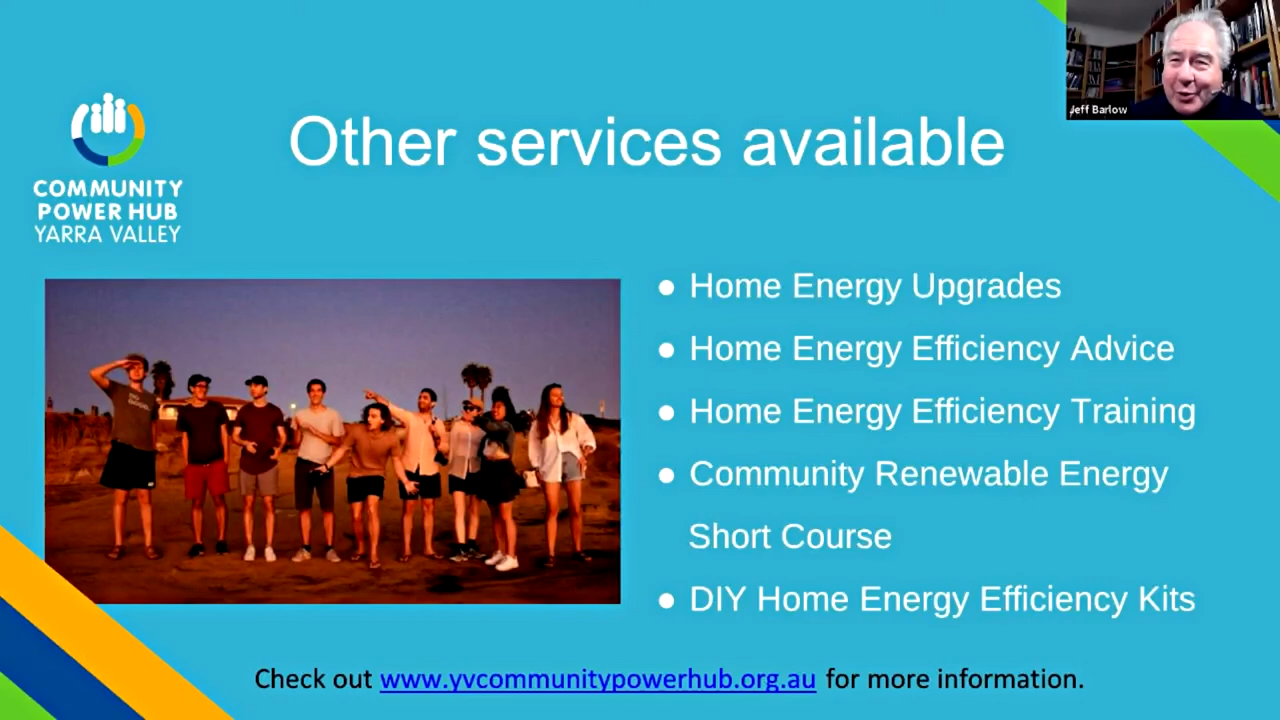 Jeff Barlow
Other services available
COMMUNITY
POWER HUB
YARRA VALLEY
● Home Energy Upgrades
● Home Energy Efficiency Advice
● Home Energy Efficiency Training
● Community Renewable Energy
Short Course
● DIY Home Energy Efficiency Kits
Check out www.yvcommunitypowerhub.org.au for more information.